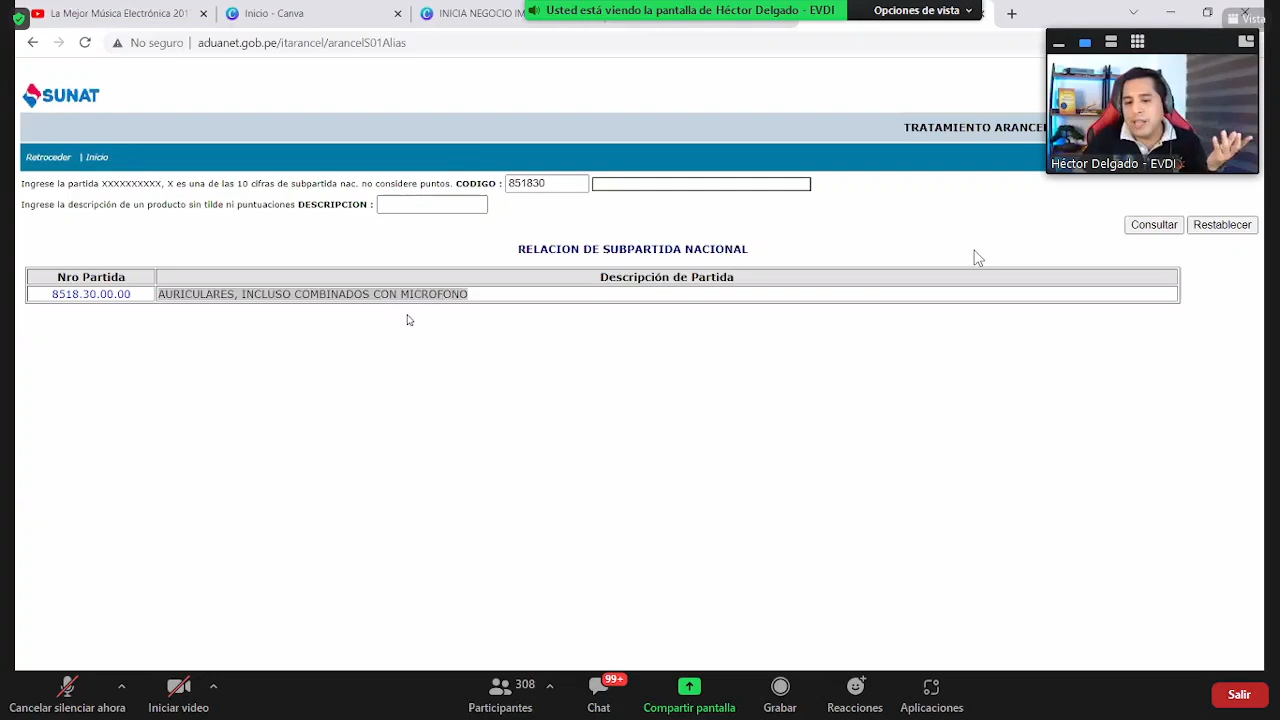 La Mejor Música Electrónica 201
Inicio - Canva
INICIA NEGOCIO IM
Usted está viendo la pantalla de Héctor Delgado - EVDI
Opciones de vista
Vista
No seguro | aduanet.gob.pe/itarancel/arancelS01Alias
SUNAT
TRATAMIENTO ARANCEL
Héctor Delgado - EVDI
Retroceder | Inicio
Ingrese la partida XXXXXXXXXX, X es una de las 10 cifras de subpartida nac. no considere puntos. CODIGO : 851830
Ingrese la descripción de un producto sin tilde ni puntuaciones DESCRIPCION :
Consultar Restablecer
RELACION DE SUBPARTIDA NACIONAL
Nro Partida Descripción de Partida
8518.30.00.00 AURICULARES, INCLUSO COMBINADOS CON MICROFONO
308
99+
Cancelar silenciar ahora
Iniciar video
Participantes
Chat
Compartir pantalla
Grabar
Reacciones
Aplicaciones
Salir